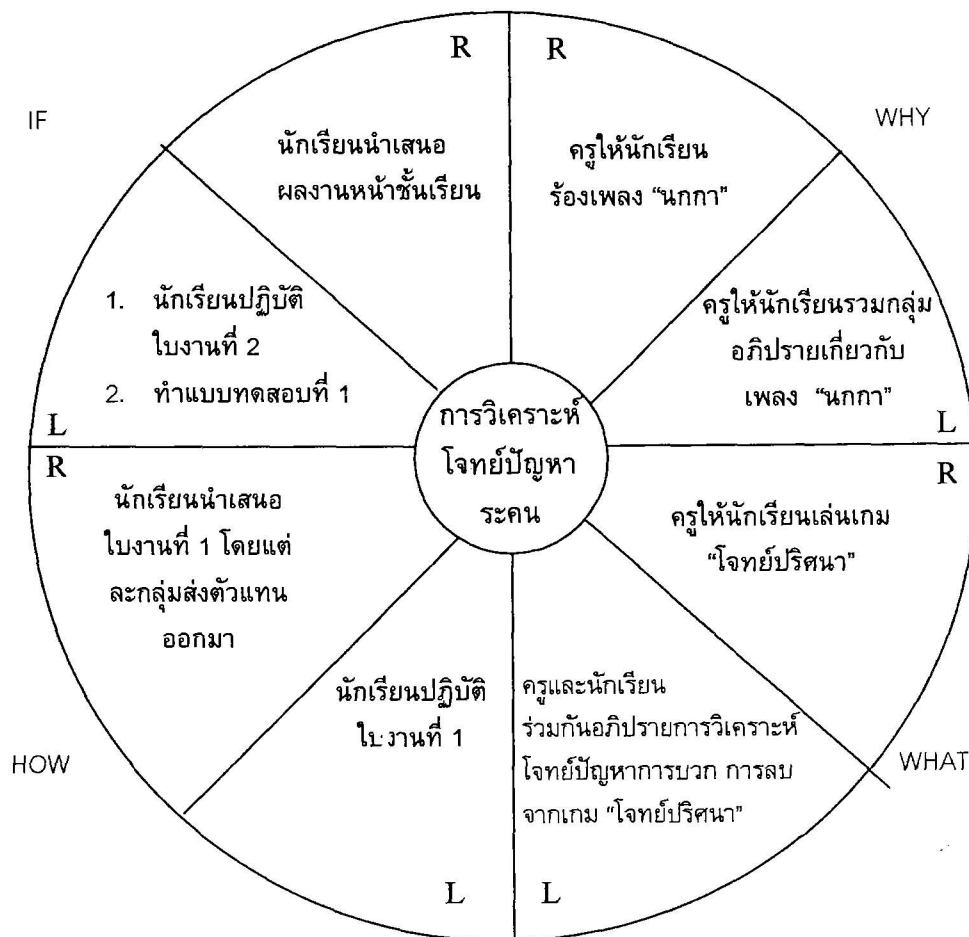 R
R
IF
WHY
นักเรียนนำเสนอ
ผลงานหน้าชั้นเรียน
ครูให้นักเรียน
ร้องเพลง “นกกา”
1. นักเรียนปฏิบัติ
ใบงานที่ 2
2. ทำแบบทดสอบที่ 1
L
ครูให้นักเรียนรวมกลุ่ม
อภิปรายเกี่ยวกับ
เพลง “นกกา”
L
การวิเคราะห์
โจทย์ปัญหา
ระคน
R
นักเรียนนำเสนอ
ใบงานที่ 1 โดยแต่
ละกลุ่มส่งตัวแทน
ออกมา
R
ครูให้นักเรียนเล่นเกม
“โจทย์ปริศนา”
นักเรียนปฏิบัติ
ใบงานที่ 1
ครูและนักเรียน
ร่วมกันอภิปรายการวิเคราะห์
โจทย์ปัญหาการบวก การลบ
จากเกม “โจทย์ปริศนา”
HOW
WHAT
L
L